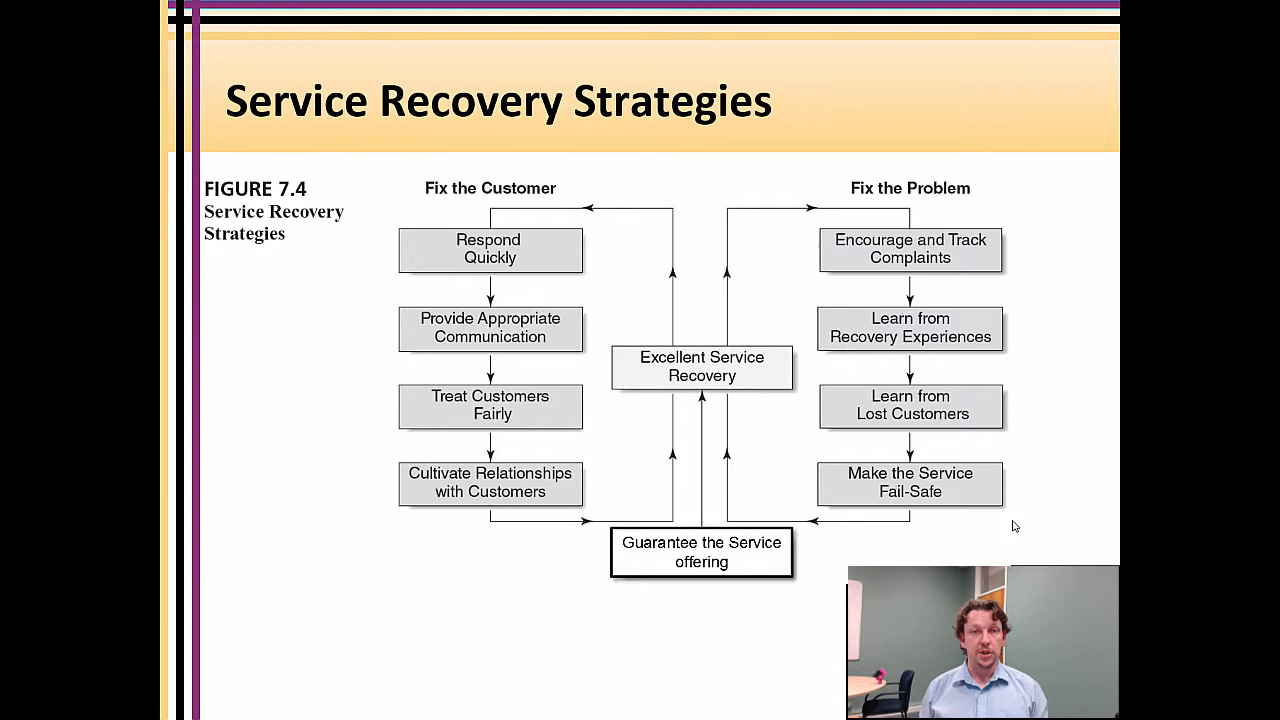 Service Recovery Strategies
FIGURE 7.4
Service Recovery
Strategies
Fix the Customer
Respond
Quickly
Provide Appropriate
Communication
Treat Customers
Fairly
Cultivate Relationships
with Customers
Excellent Service
Recovery
Guarantee the Service
offering
Fix the Problem
Encourage and Track
Complaints
Learn from
Recovery Experiences
Learn from
Lost Customers
Make the Service
Fail-Safe